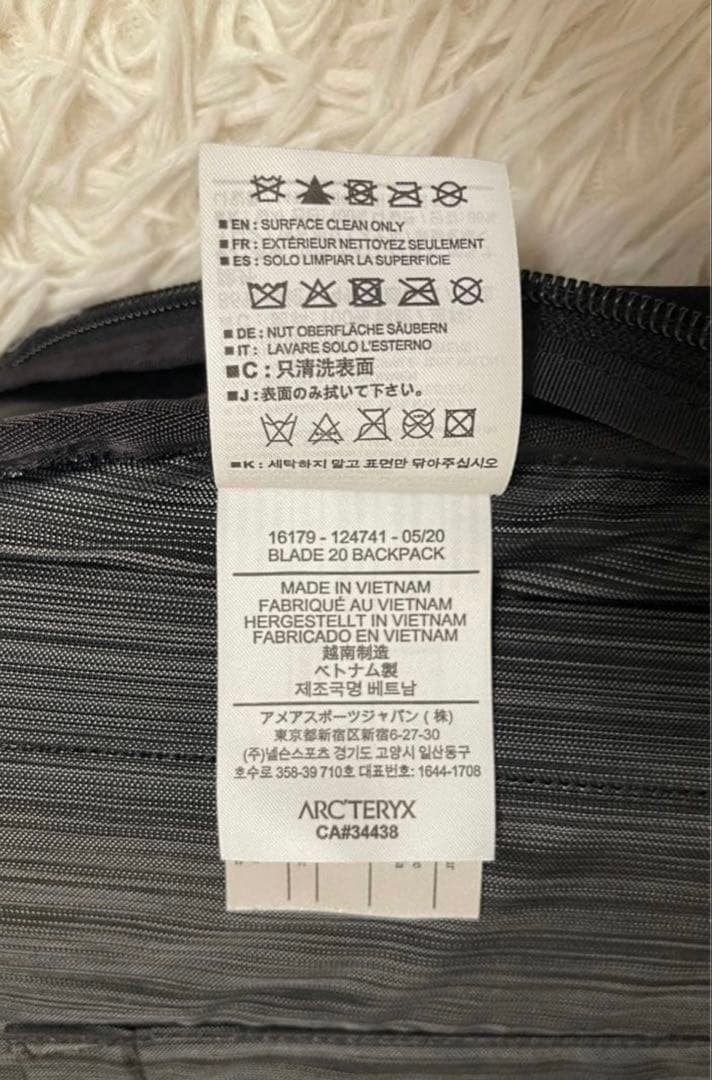 ■EN : SURFACE CLEAN ONLY
■FR : EXTÉRIEUR NETTOYEZ SEULEMENT
■ES : SOLO LIMPIAR LA SUPERFICIE
■DE : NUT OBERFLÄCHE SÄUBERN
■IT : LAVARE SOLO L'ESTERNO
■C : 只清洗表面
■J : 表面のみ拭いて下さい。
■K : 세탁하지 말고 표면만 닦아주십시오
16179 - 124741 - 05/20
BLADE 20 BACKPACK
MADE IN VIETNAM
FABRIQUÉ AU VIETNAM
HERGESTELLT IN VIETNAM
FABRICADO EN VIETNAM
越南制造
ベトナム製
제조국명 베트남
アメアスポーツジャパン ( 株)
東京都新宿区新宿6-27-30
(주)넬슨스포츠 경기도 고양시 일산동구
호수로 358-39 710호 대표번호: 1644-1708
ARC'TERYX
CA#34438